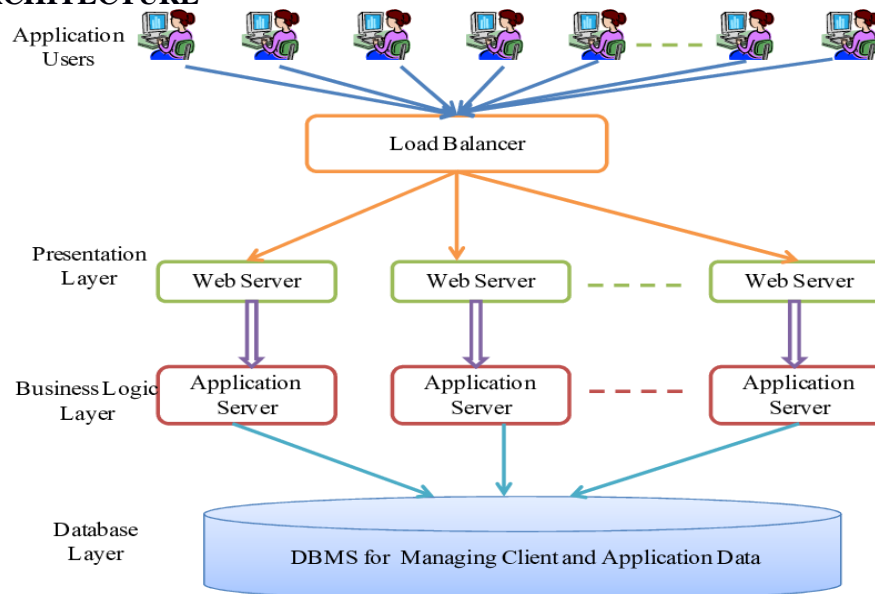 Application
Users
Load Balancer
Presentation
Layer
Web Server
Web Server
Web Server
Business Logic
Layer
Application
Server
Application
Server
Application
Server
Database
Layer
DBMS for Managing Client and Application Data